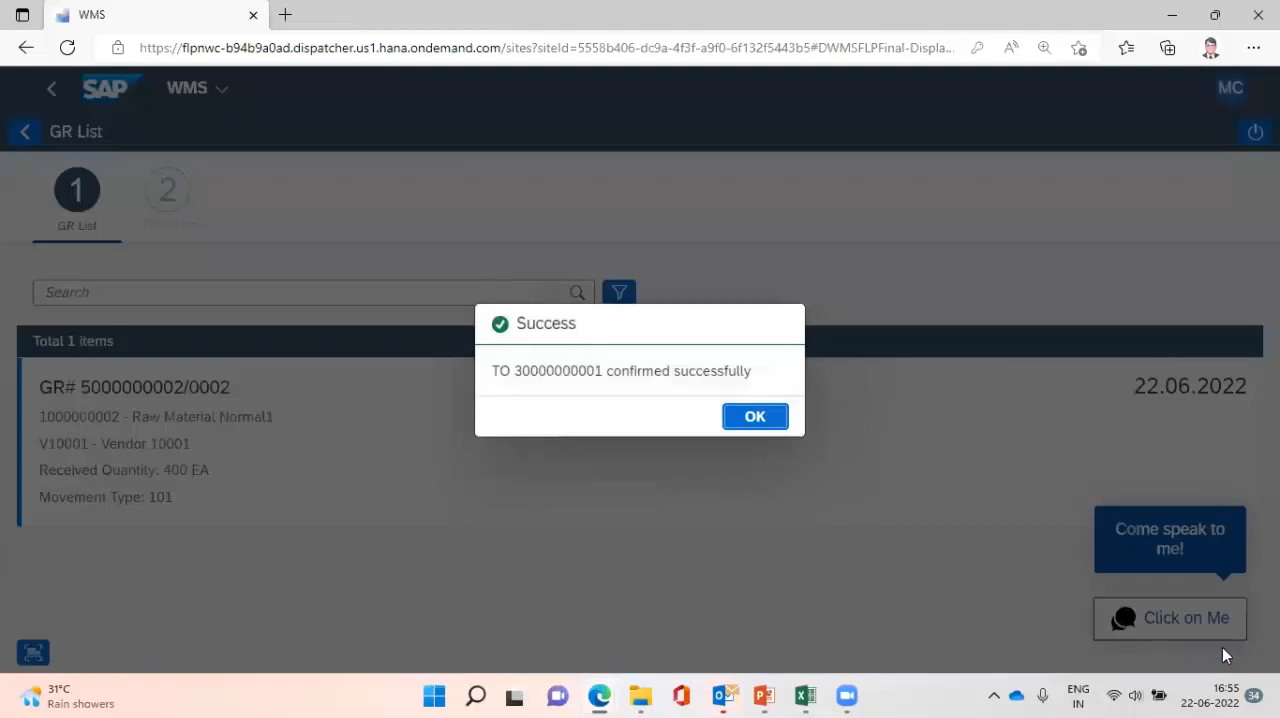 WMS
https://flpnwc-b94b9a0ad.dispatcher.us1.hana.ondemand.com/sites?siteId=5558b406-dc9a-4f3f-a9f0-6f132f5443b5#DWMSFLPFinal-Displa...
SAP
WMS
MC
GR List
1
2
GR List
Search
Success
TO 30000000001 confirmed successfully
OK
Total 1 items
GR# 5000000002/0002
22.06.2022
1000000002 - Raw Material Normal1
V10001 - Vendor 10001
Received Quantity: 400 EA
Movement Type: 101
Come speak to
me!
Click on Me
31°C
Rain showers
ENG
IN
16:55
22-06-2022
34